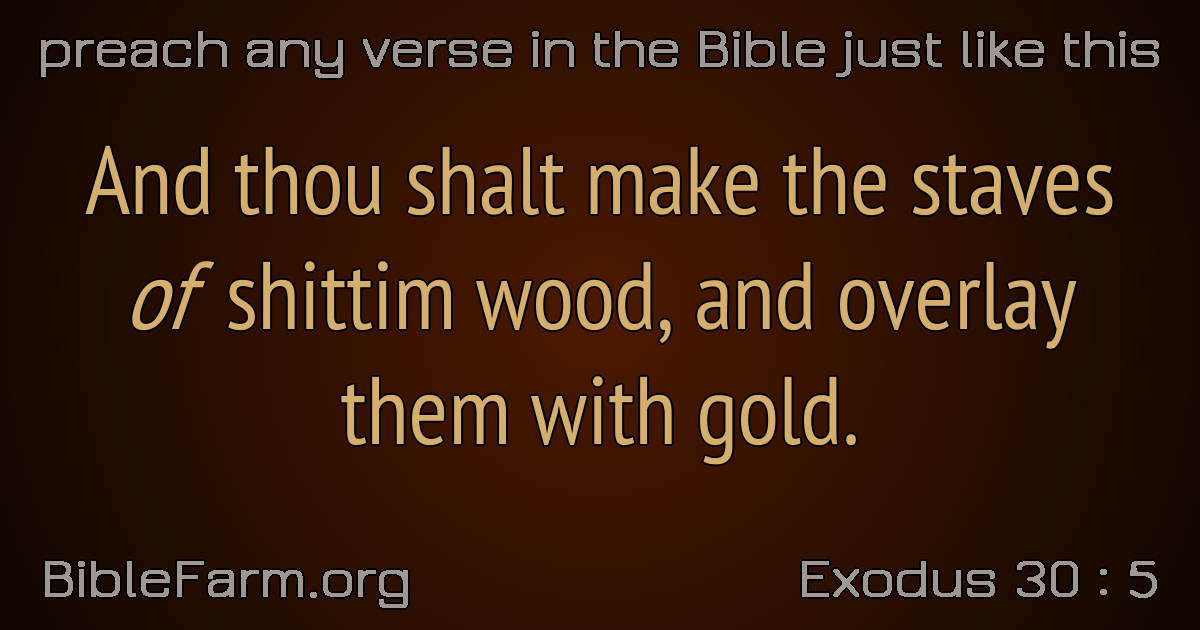 preach any verse in the Bible just like this
And thou shalt make the staves
of shittim wood, and overlay
them with gold.
BibleFarm.org
Exodus 30 : 5